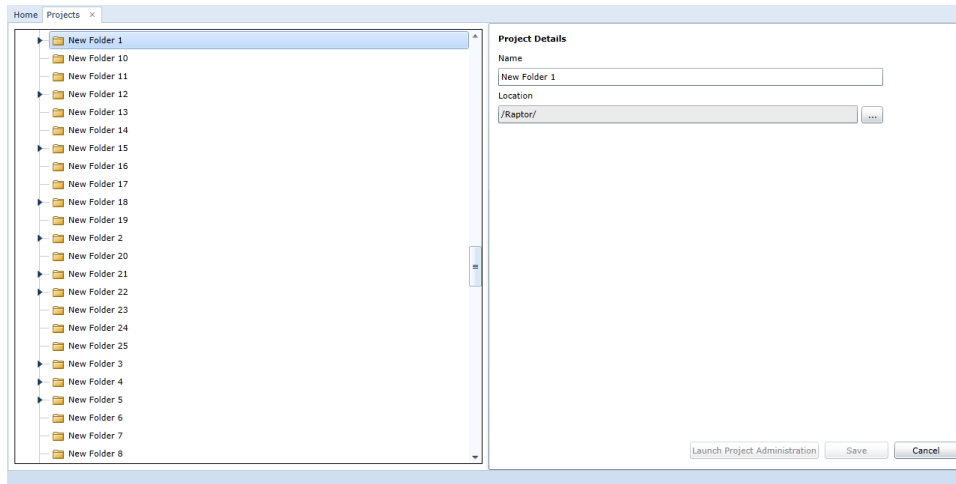 Home Projects ×
New Folder 1
New Folder 10
New Folder 11
New Folder 12
New Folder 13
New Folder 14
New Folder 15
New Folder 16
New Folder 17
New Folder 18
New Folder 19
New Folder 2
New Folder 20
New Folder 21
New Folder 22
New Folder 23
New Folder 24
New Folder 25
New Folder 3
New Folder 4
New Folder 5
New Folder 6
New Folder 7
New Folder 8
Project Details
Name
New Folder 1
Location
/Raptor/
...
Launch Project Administration Save Cancel